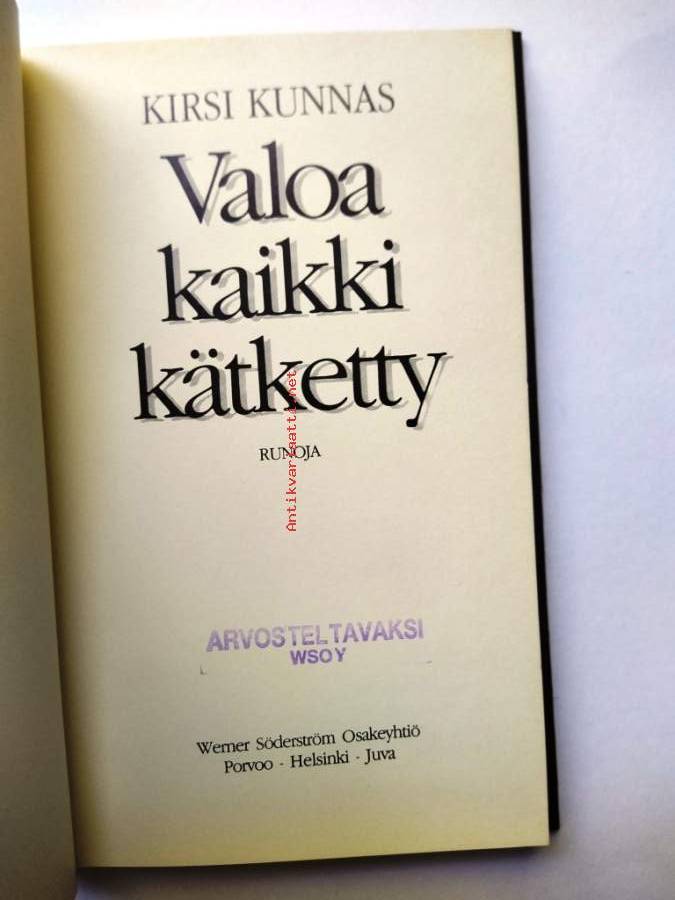 KIRSI KUNNAS
Valoa
kaikki
kätketty
RUNOJA
Antikvariaatti.net
ARVOSTELTAVAKSI
WSOY
Werner Söderström Osakeyhtiö
Porvoo · Helsinki · Juva